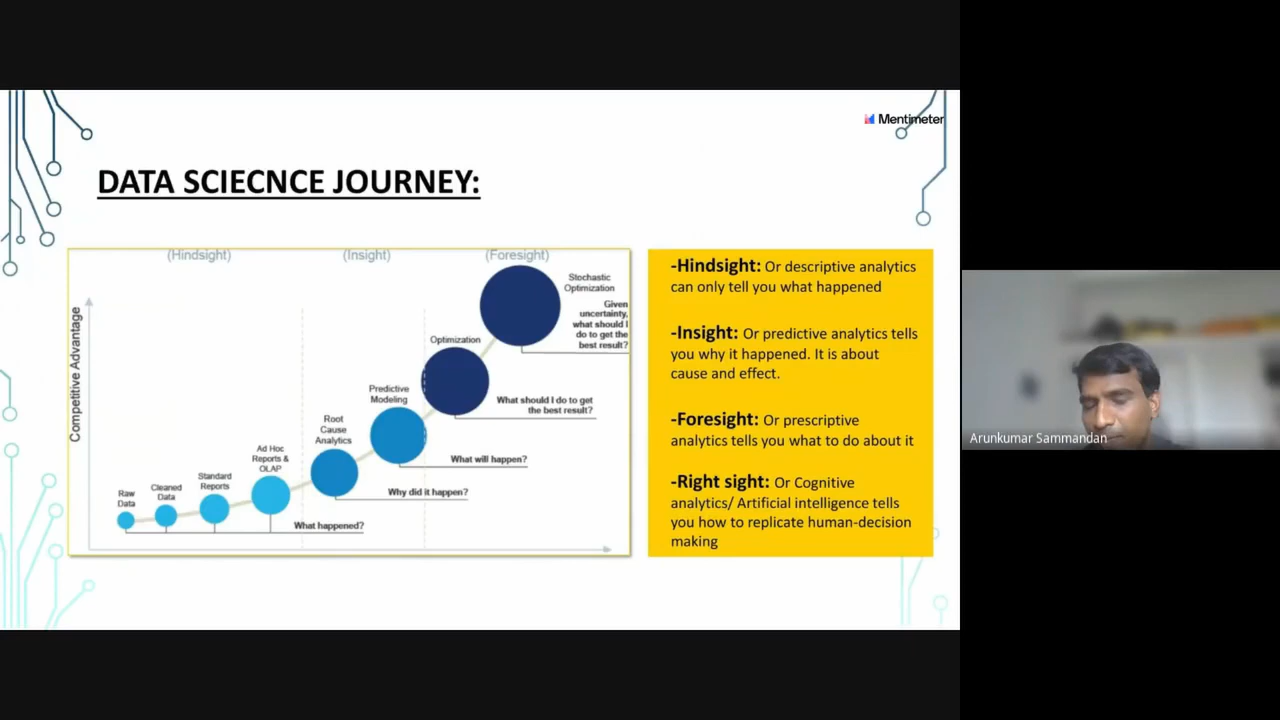 Mentimeter
DATA SCIECNCE JOURNEY:
(Hindsight)
(Insight)
(Foresight)
Competitive Advantage
Raw
Data
Cleaned
Data
Standard
Reports
Ad Hoc
Reports &
OLAP
What happened?
Root
Cause
Analytics
Why did it happen?
Predictive
Modeling
What will happen?
Optimization
What should I do to get
the best result?
Stochastic
Optimization
Given
uncertainty,
what should I
do to get the
best result?
-Hindsight: Or descriptive analytics
can only tell you what happened
-Insight: Or predictive analytics tells
you why it happened. It is about
cause and effect.
-Foresight: Or prescriptive
analytics tells you what to do about it
-Right sight: Or Cognitive
analytics/ Artificial intelligence tells
you how to replicate human-decision
making
Arunkumar Sammandan